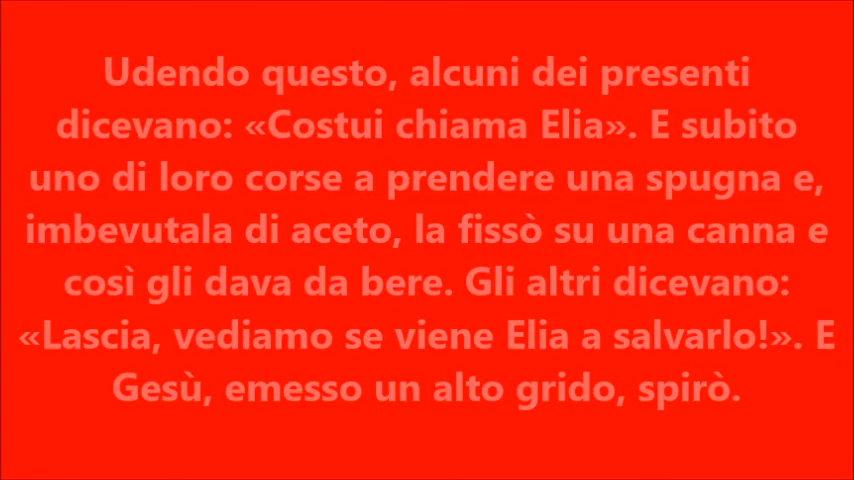 Udendo questo, alcuni dei presenti
dicevano: «Costui chiama Elia». E subito
uno di loro corse a prendere una spugna e,
imbevutala di aceto, la fissò su una canna e
così gli dava da bere. Gli altri dicevano:
«Lascia, vediamo se viene Elia a salvarlo!». E
Gesù, emesso un alto grido, spirò.